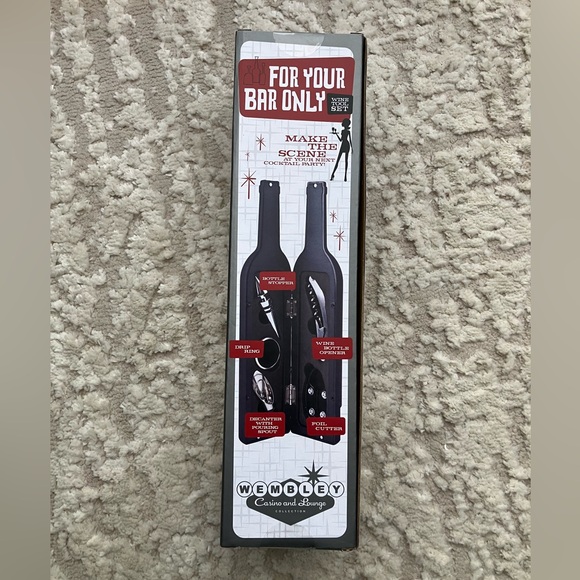 FOR YOUR
BAR ONLY
WINE
TOOL
SET
MAKE
THE
SCENE
AT YOUR NEXT
COCKTAIL PARTY!
BOTTLE
STOPPER
DRIP
RING
WINE
BOTTLE
OPENER
DECANTER
WITH
POURING
SPOUT
FOIL
CUTTER
WEMBLEY
Casino and Lounge
COLLECTION